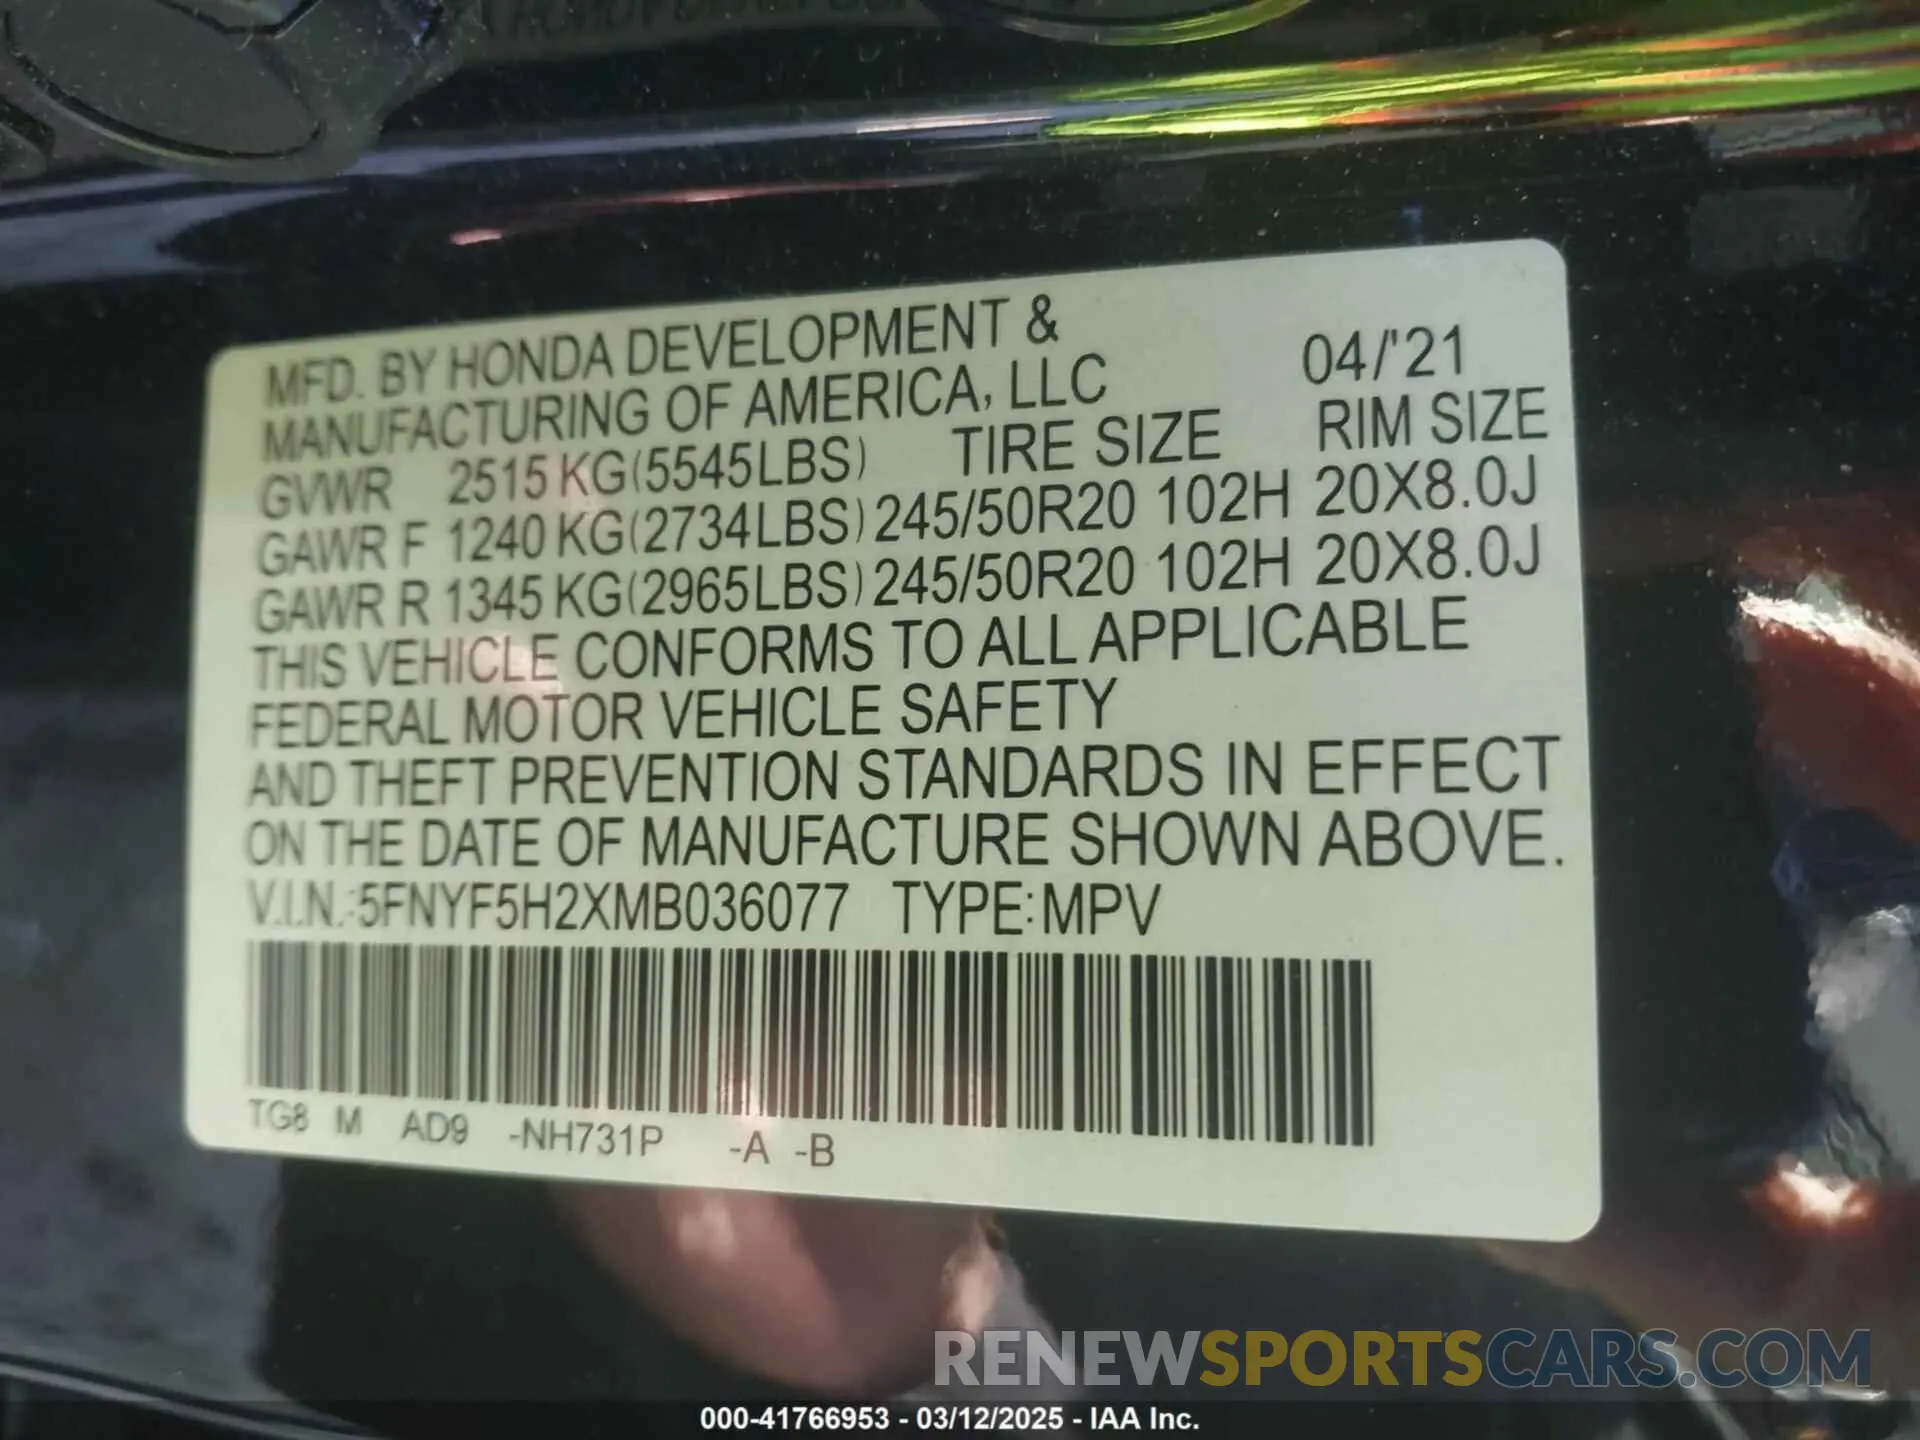 MFD. BY HONDA DEVELOPMENT &
MANUFACTURING OF AMERICA, LLC 04/'21
GVWR 2515 KG(5545LBS) TIRE SIZE RIM SIZE
GAWR F 1240 KG(2734LBS) 245/50R20 102H 20X8.0J
GAWR R 1345 KG(2965LBS) 245/50R20 102H 20X8.0J
THIS VEHICLE CONFORMS TO ALL APPLICABLE
FEDERAL MOTOR VEHICLE SAFETY
AND THEFT PREVENTION STANDARDS IN EFFECT
ON THE DATE OF MANUFACTURE SHOWN ABOVE.
V.I.N.:5FNYF5H2XMB036077 TYPE:MPV
TG8 M AD9 -NH731P -A -B
RENEWSPORTSCARS.COM
000-41766953 - 03/12/2025 - IAA Inc.